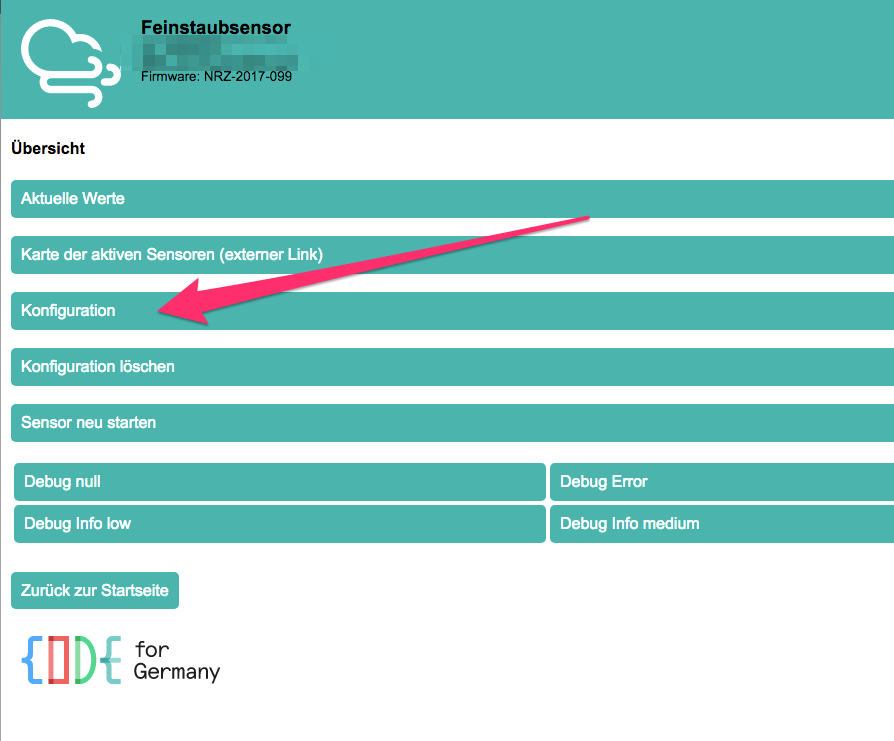 Feinstaubsensor
Firmware: NRZ-2017-099
Übersicht
Aktuelle Werte
Karte der aktiven Sensoren (externer Link)
Konfiguration
Konfiguration löschen
Sensor neu starten
Debug null
Debug Error
Debug Info low
Debug Info medium
Zurück zur Startseite
CODE for
Germany